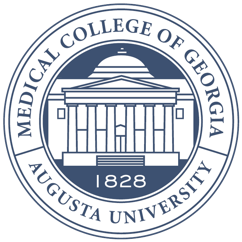 MEDICAL COLLEGE OF GEORGIA
1828
AUGUSTA UNIVERSITY